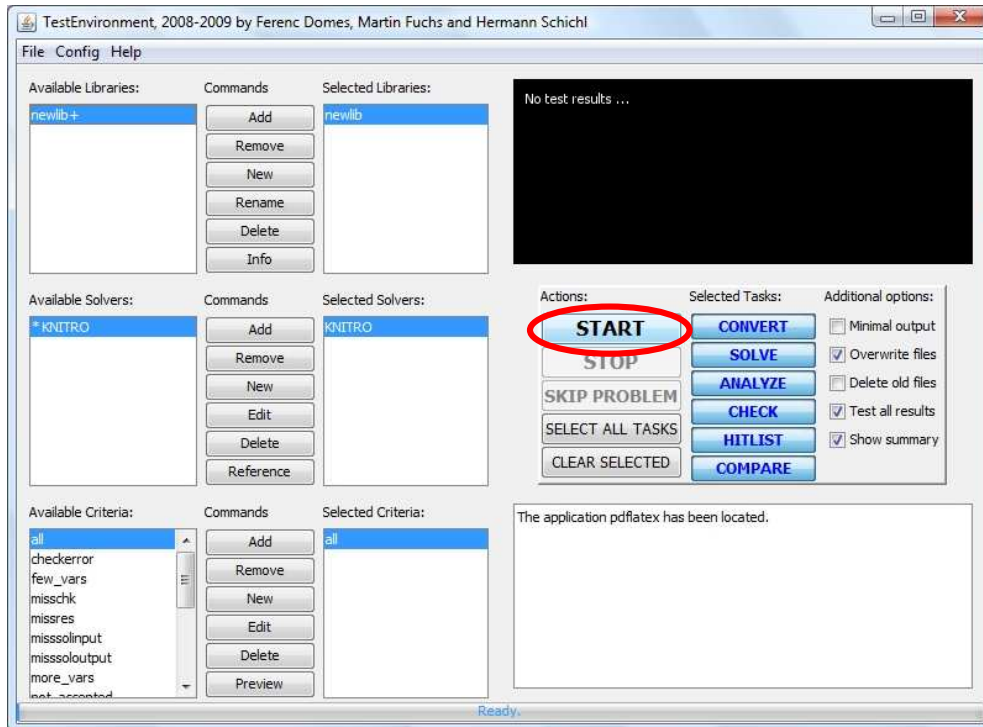 TestEnvironment, 2008-2009 by Ferenc Domes, Martin Fuchs and Hermann Schichl
File Config Help
Available Libraries:
newlib+
Commands
Add
Remove
New
Rename
Delete
Info
Selected Libraries:
newlib
No test results ...
Available Solvers:
* KNITRO
Commands
Add
Remove
New
Edit
Delete
Reference
Selected Solvers:
KNITRO
Actions:
START
STOP
SKIP PROBLEM
SELECT ALL TASKS
CLEAR SELECTED
Selected Tasks:
CONVERT
SOLVE
ANALYZE
CHECK
HITLIST
COMPARE
Additional options:
Minimal output
Overwrite files
Delete old files
Test all results
Show summary
Available Criteria:
all
checkerror
few_vars
misschk
missres
misssolinput
misssoloutput
more_vars
not_accepted
Commands
Add
Remove
New
Edit
Delete
Preview
Selected Criteria:
all
The application pdflatex has been located.
Ready.